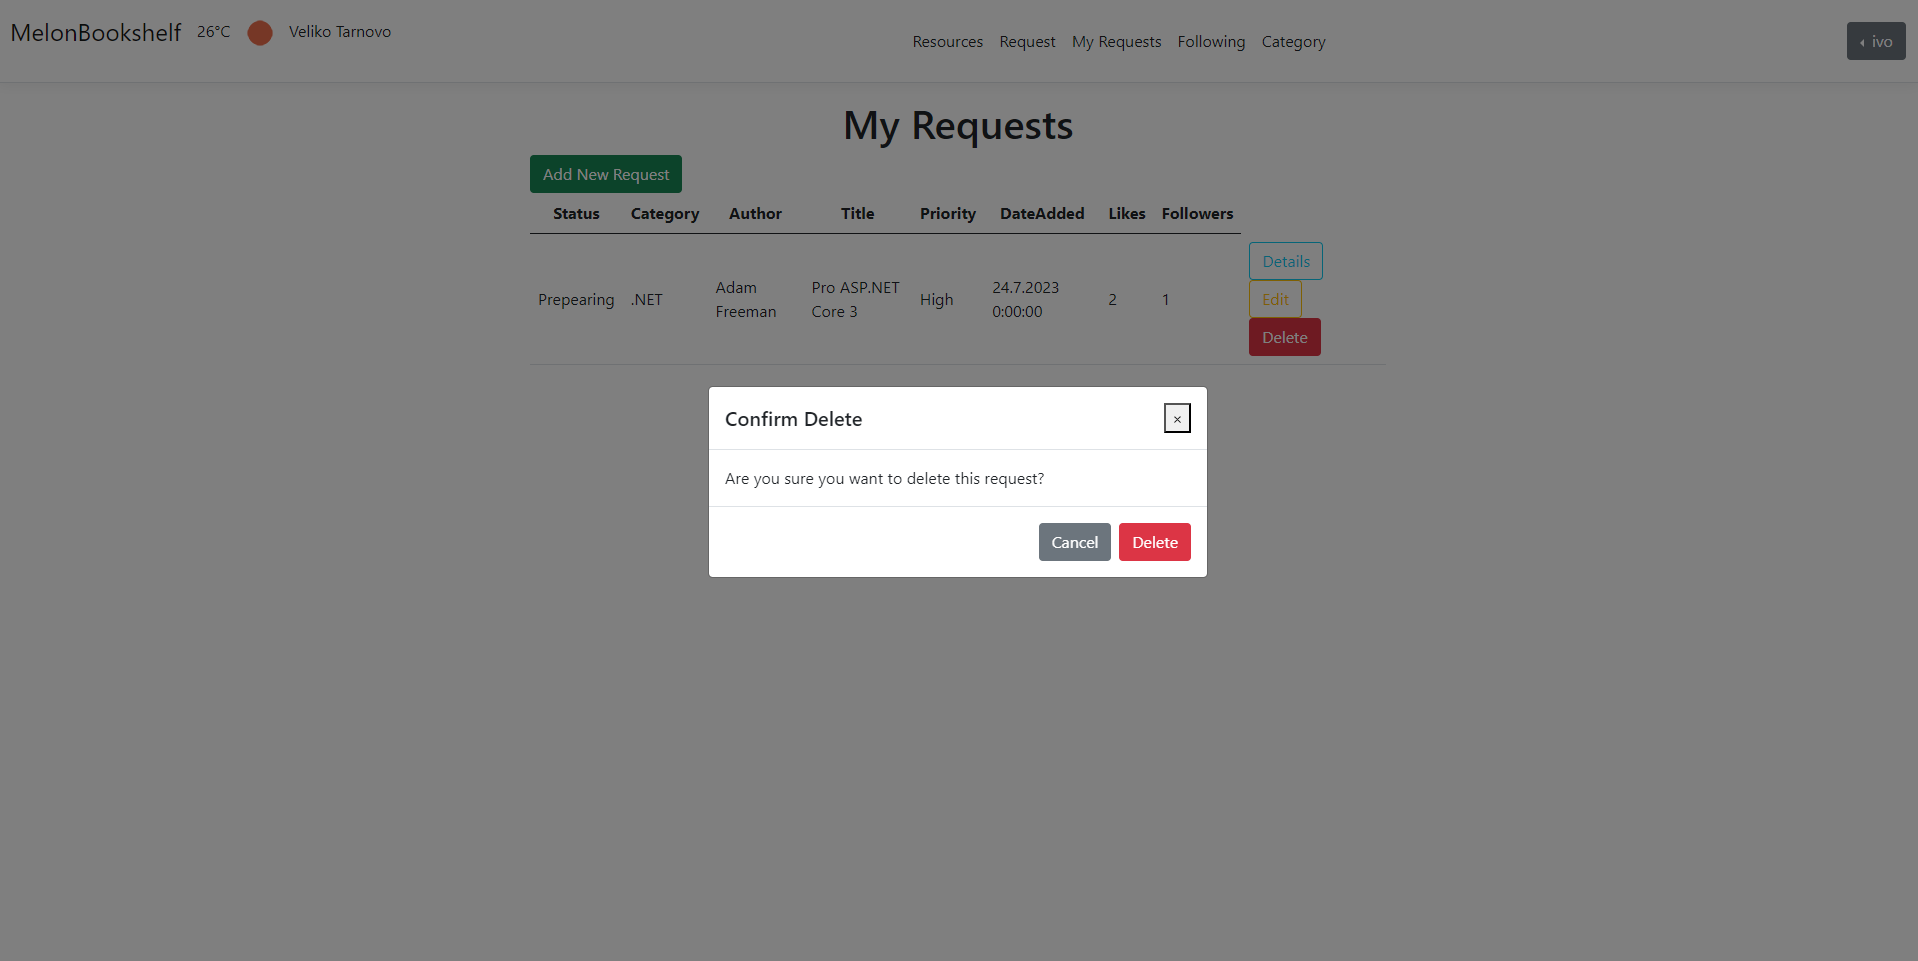 MelonBookshelf 26°C Veliko Tarnovo
Resources Request My Requests Following Category
ivo
My Requests
Add New Request
Status Category Author Title Priority DateAdded Likes Followers
Prepearing .NET Adam Freeman Pro ASP.NET Core 3 High 24.7.2023 0:00:00 2 1
Details
Edit
Delete
Confirm Delete ×
Are you sure you want to delete this request?
Cancel Delete